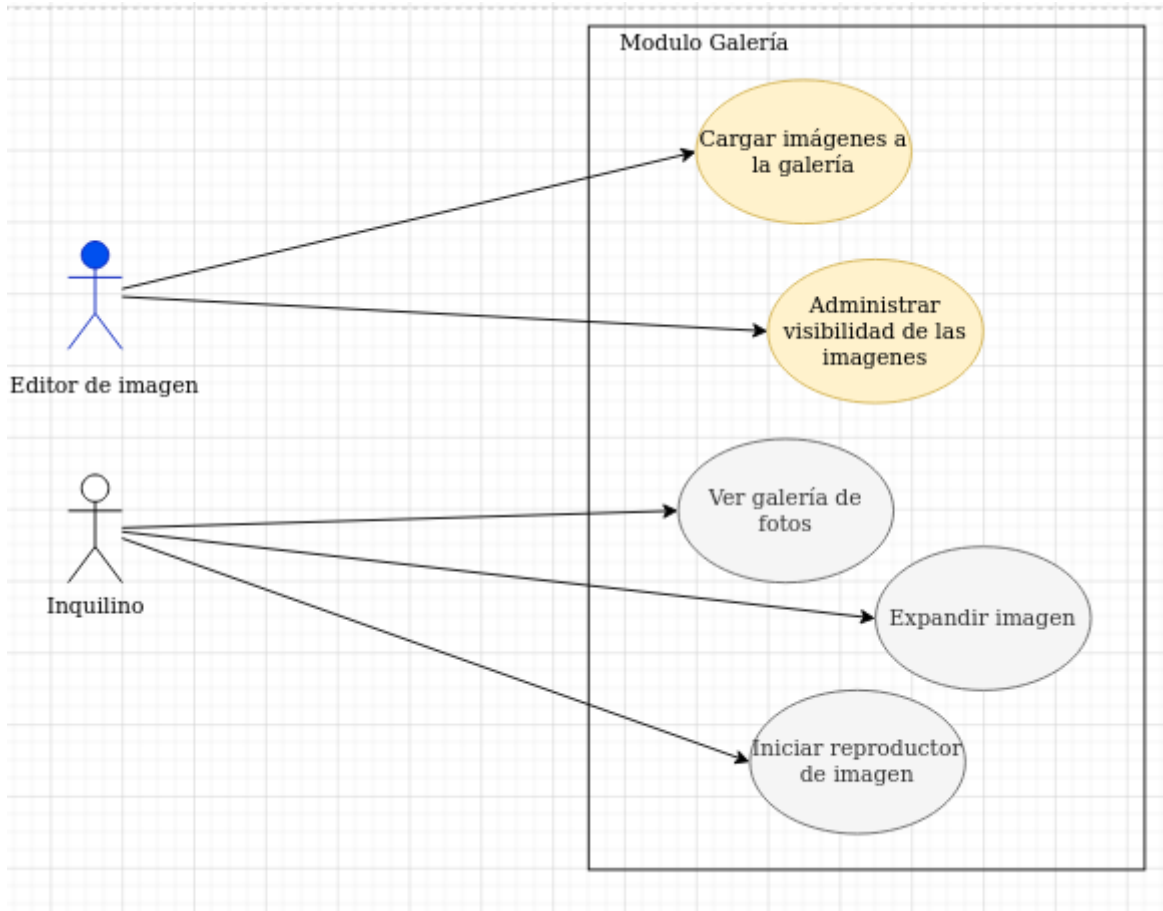 Modulo Galería
Cargar imágenes a
la galería
Administrar
visibilidad de las
imagenes
Editor de imagen
Ver galería de
fotos
Inquilino
Expandir imagen
Iniciar reproductor
de imagen